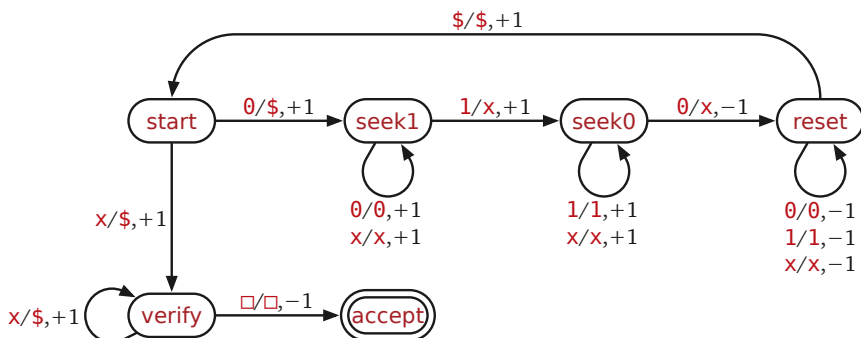 $/$,+1
start
0/$,+1
seek1
1/x,+1
seek0
0/x,−1
reset
0/0,+1
x/x,+1
1/1,+1
x/x,+1
0/0,−1
1/1,−1
x/x,−1
x/$,+1
x/$,+1
verify
□/□,−1
accept